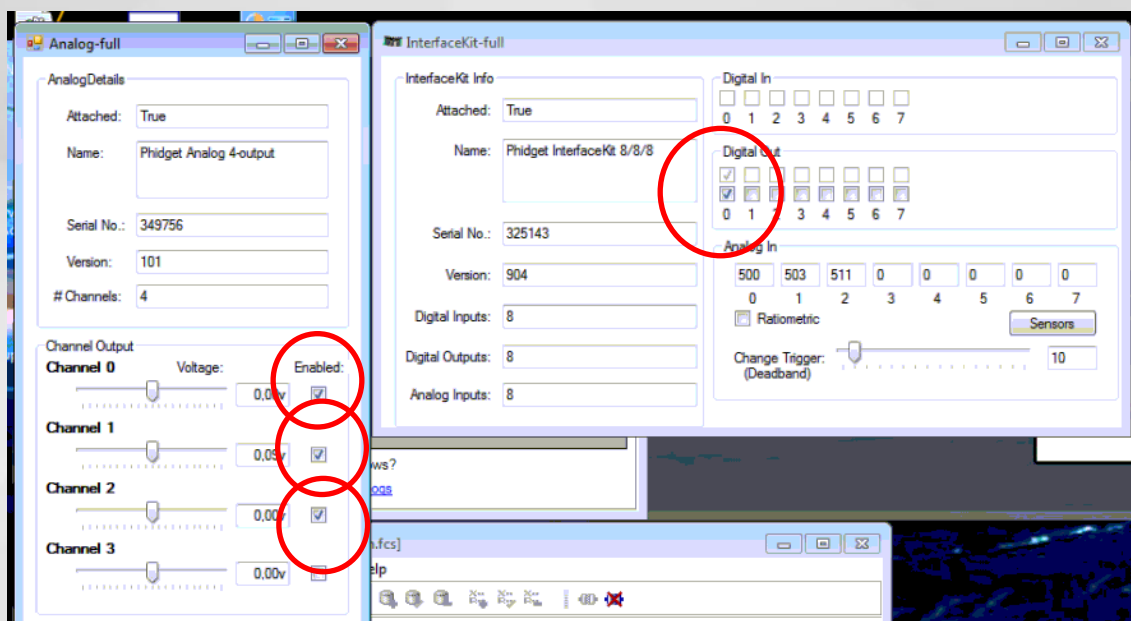 Analog-full
AnalogDetails
Attached: True
Name: Phidget Analog 4-output
Serial No.: 349756
Version: 101
# Channels: 4
Channel Output
Channel 0 Voltage: Enabled:
0,00v
Channel 1
0,09v
Channel 2
0,00v
Channel 3
0,00v
InterfaceKit-full
InterfaceKit Info
Attached: True
Name: Phidget InterfaceKit 8/8/8
Serial No.: 325143
Version: 904
Digital Inputs: 8
Digital Outputs: 8
Analog Inputs: 8
Digital In
0 1 2 3 4 5 6 7
Digital Out
0 1 2 3 4 5 6 7
Analog In
500 503 511 0 0 0 0 0
0 1 2 3 4 5 6 7
Ratiometric
Sensors
Change Trigger: 10
(Deadband)
ows?
ogs
n.fcs]
elp